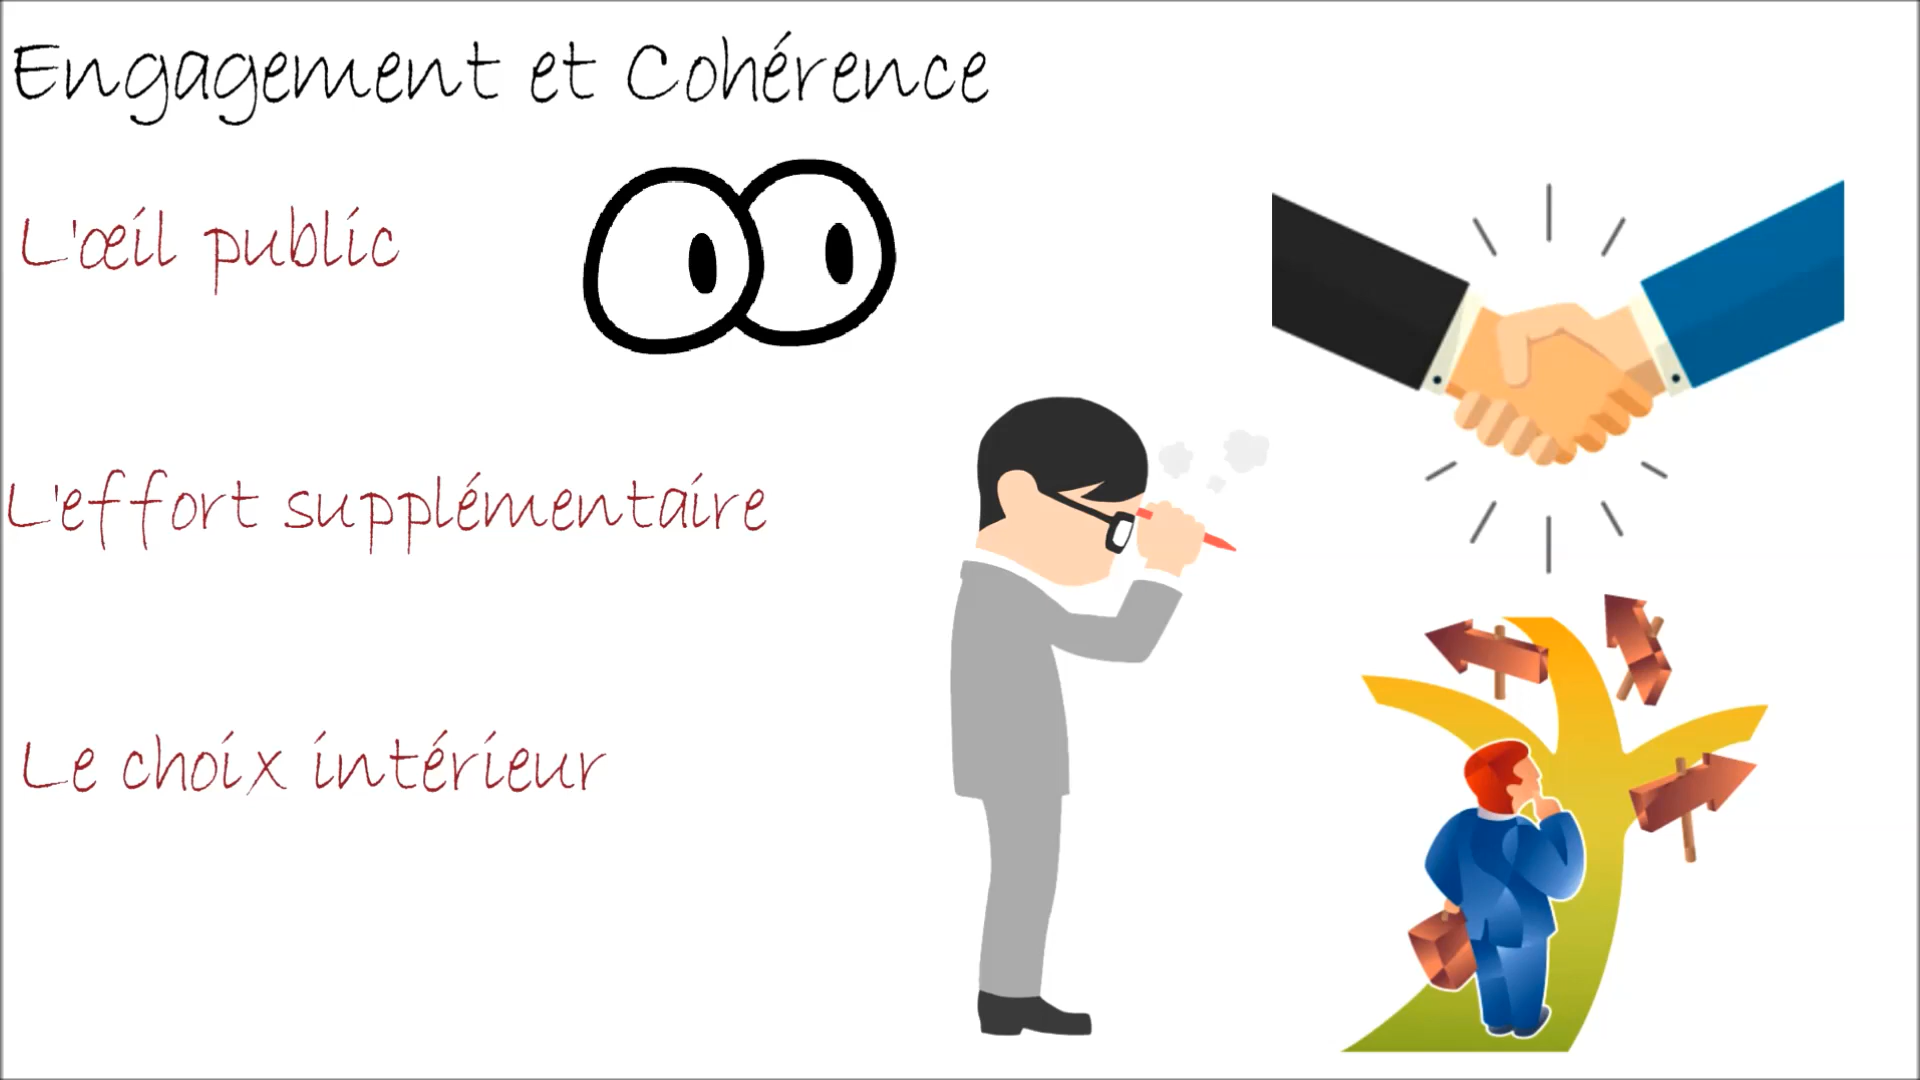 Engagement et Cohérence
L'œil public
L'effort supplémentaire
Le choix intérieur